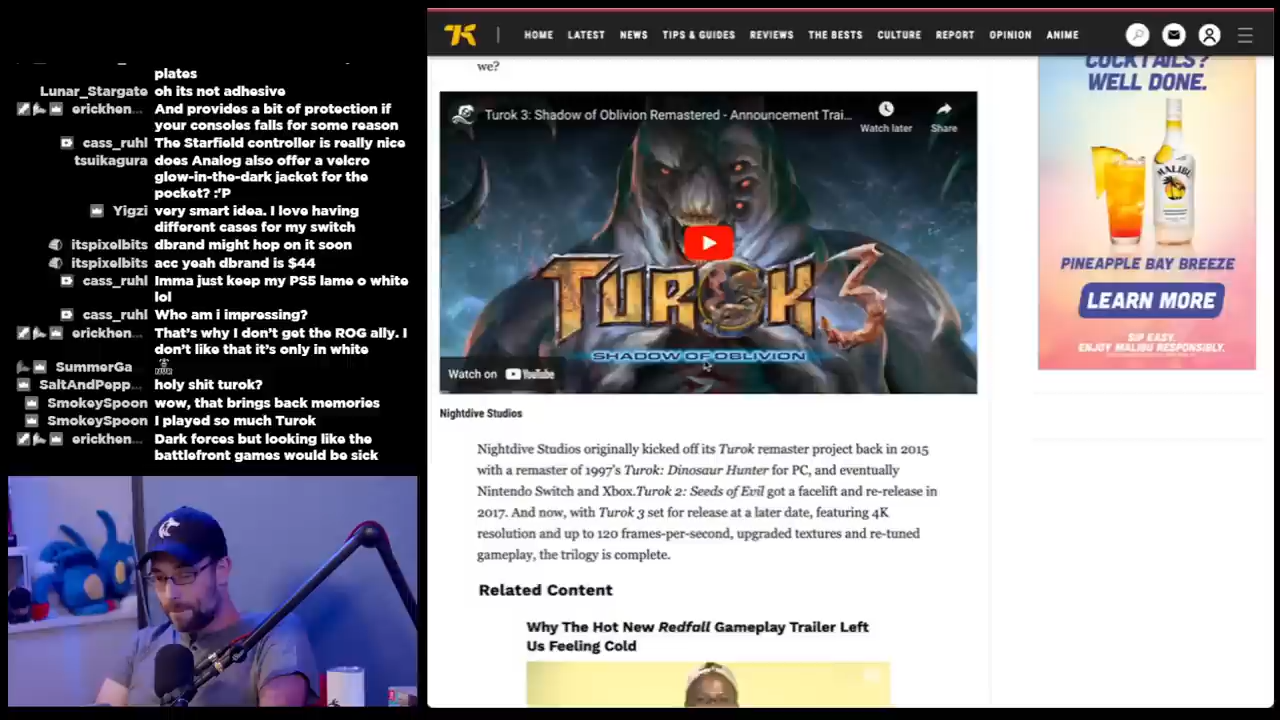 plates
Lunar_Stargate oh its not adhesive
erickhen... And provides a bit of protection if
your consoles falls for some reason
cass_ruhl The Starfield controller is really nice
tsuikagura does Analog also offer a velcro
glow-in-the-dark jacket for the
pocket? :'P
Yigzi very smart idea. I love having
different cases for my switch
itspixelbits dbrand might hop on it soon
itspixelbits acc yeah dbrand is $44
cass_ruhl Imma just keep my PS5 lame o white
lol
cass_ruhl Who am i impressing?
erickhen... That's why I don't get the ROG ally. I
don't like that it's only in white
SummerGa
SaltAndPepp... holy shit turok?
SmokeySpoon wow, that brings back memories
SmokeySpoon I played so much Turok
erickhen... Dark forces but looking like the
battlefront games would be sick
HOME LATEST NEWS TIPS & GUIDES REVIEWS THE BESTS CULTURE REPORT OPINION ANIME
we?
Turok 3: Shadow of Oblivion Remastered - Announcement Trai...
Watch later
Share
TUROK 3
SHADOW OF OBLIVION
Watch on YouTube
Nightdive Studios
Nightdive Studios originally kicked off its Turok remaster project back in 2015
with a remaster of 1997's Turok: Dinosaur Hunter for PC, and eventually
Nintendo Switch and Xbox.Turok 2: Seeds of Evil got a facelift and re-release in
2017. And now, with Turok 3 set for release at a later date, featuring 4K
resolution and up to 120 frames-per-second, upgraded textures and re-tuned
gameplay, the trilogy is complete.
Related Content
Why The Hot New Redfall Gameplay Trailer Left
Us Feeling Cold
COCKTAILS?
WELL DONE.
MALIBU
PINEAPPLE BAY BREEZE
LEARN MORE
SIP EASY.
ENJOY MALIBU RESPONSIBLY.